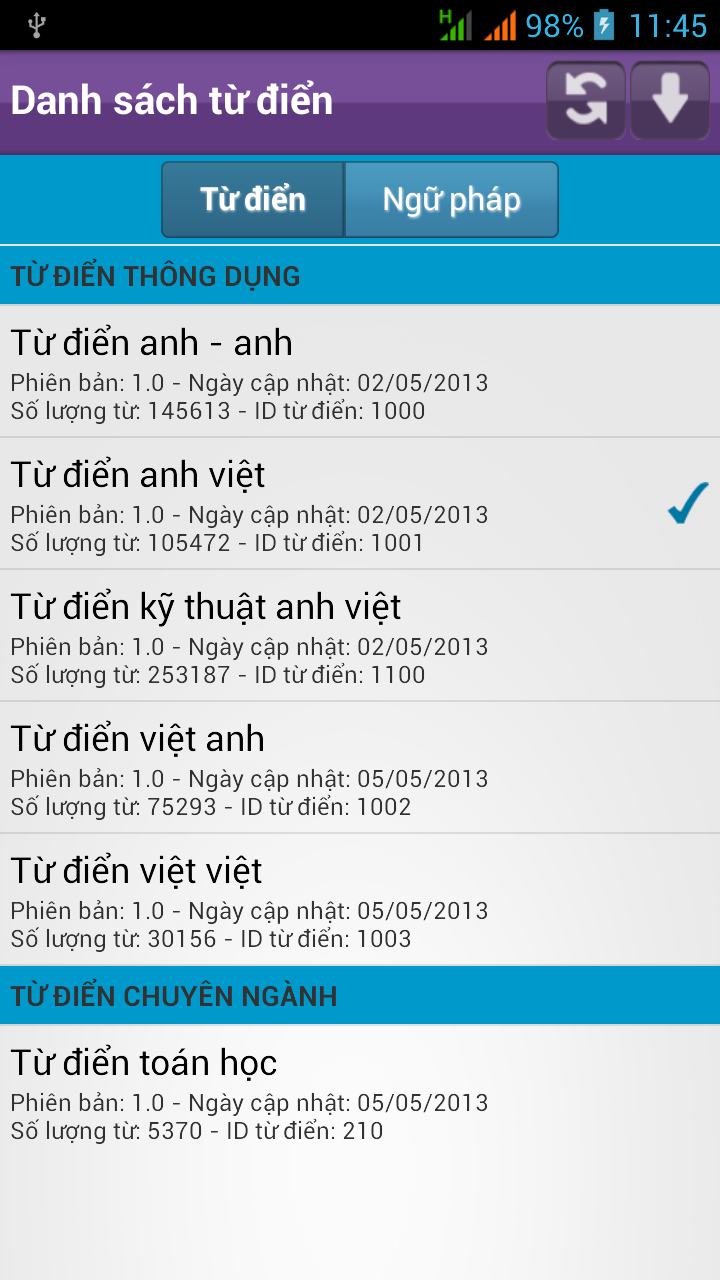 H 98% 11:45
Danh sách từ điển
Từ điển Ngữ pháp
TỪ ĐIỂN THÔNG DỤNG
Từ điển anh - anh
Phiên bản: 1.0 - Ngày cập nhật: 02/05/2013
Số lượng từ: 145613 - ID từ điển: 1000
Từ điển anh việt
Phiên bản: 1.0 - Ngày cập nhật: 02/05/2013
Số lượng từ: 105472 - ID từ điển: 1001
Từ điển kỹ thuật anh việt
Phiên bản: 1.0 - Ngày cập nhật: 02/05/2013
Số lượng từ: 253187 - ID từ điển: 1100
Từ điển việt anh
Phiên bản: 1.0 - Ngày cập nhật: 05/05/2013
Số lượng từ: 75293 - ID từ điển: 1002
Từ điển việt việt
Phiên bản: 1.0 - Ngày cập nhật: 05/05/2013
Số lượng từ: 30156 - ID từ điển: 1003
TỪ ĐIỂN CHUYÊN NGÀNH
Từ điển toán học
Phiên bản: 1.0 - Ngày cập nhật: 05/05/2013
Số lượng từ: 5370 - ID từ điển: 210